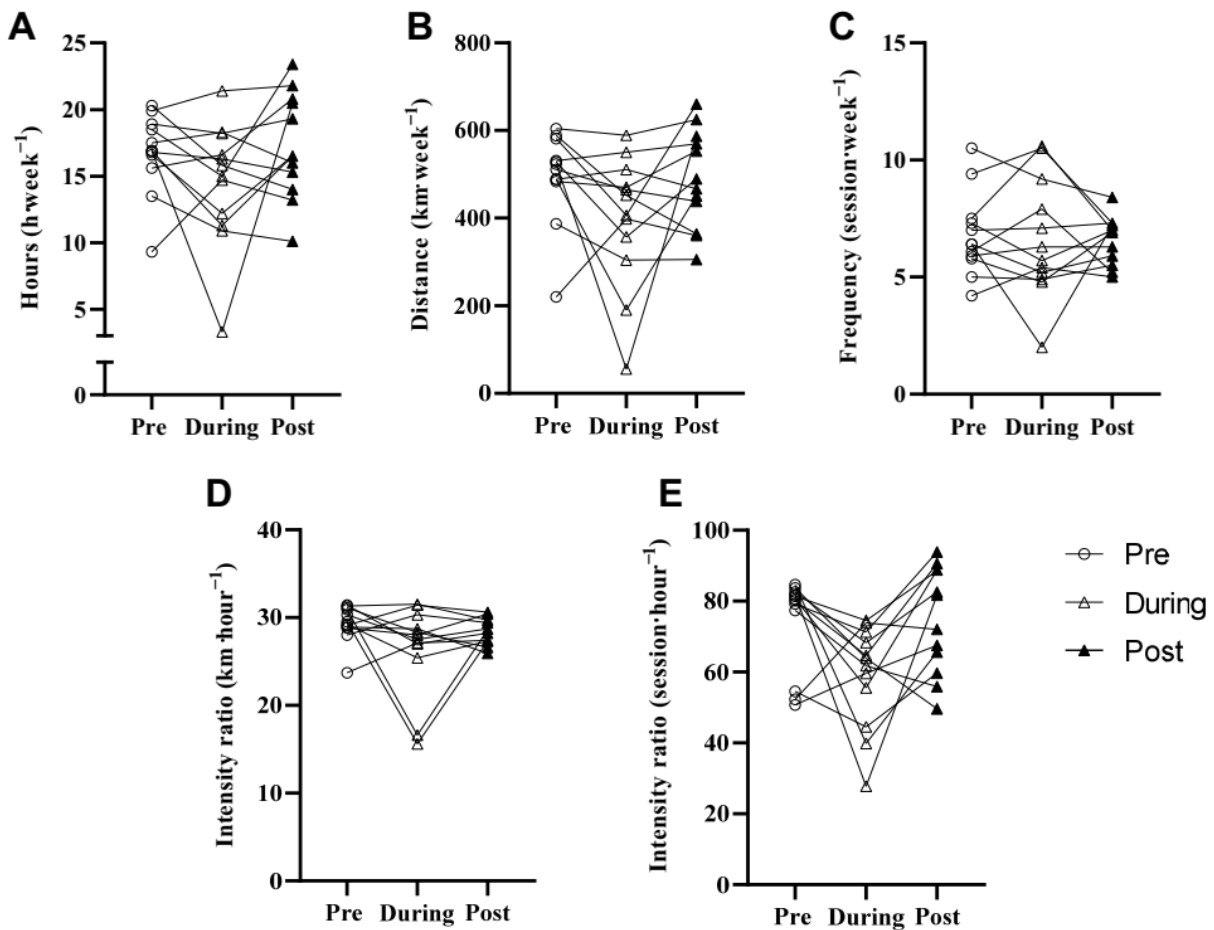 A
B
C
25
20
15
10
5
0
Hours (h·week⁻¹)
Pre During Post
800
600
400
200
0
Distance (km·week⁻¹)
Pre During Post
15
10
5
0
Frequency (session·week⁻¹)
Pre During Post
D
E
40
30
20
10
0
Intensity ratio (km·hour⁻¹)
Pre During Post
100
80
60
40
20
0
Intensity ratio (session·hour⁻¹)
Pre During Post
Pre
During
Post